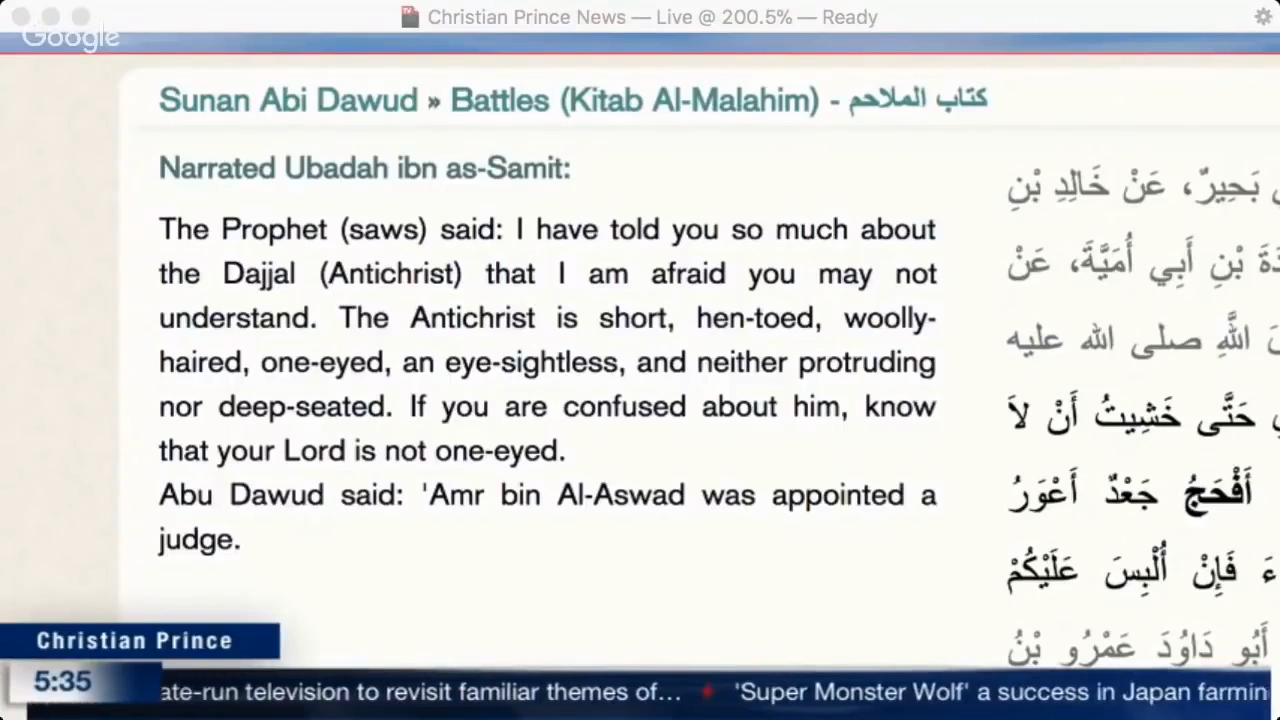 Christian Prince News — Live @ 200.5% — Ready
Google
Sunan Abi Dawud » Battles (Kitab Al-Malahim) - كتاب الملاحم
Narrated Ubadah ibn as-Samit:
The Prophet (saws) said: I have told you so much about
the Dajjal (Antichrist) that I am afraid you may not
understand. The Antichrist is short, hen-toed, woolly-
haired, one-eyed, an eye-sightless, and neither protruding
nor deep-seated. If you are confused about him, know
that your Lord is not one-eyed.
Abu Dawud said: 'Amr bin Al-Aswad was appointed a
judge.
بَحِيرٌ، عَنْ خَالِدِ بْنِ
بْنِ أَبِي أُمَيَّةَ، عَنْ
اللَّهِ صلى الله عليه
حَتَّى خَشِيتُ أَنْ لاَ
أَفْحَجُ جَعْدٌ أَعْوَرُ
فَإِنْ أُلْبِسَ عَلَيْكُمْ
أَبُو دَاوُدَ عَمْرُو بْنُ
Christian Prince
5:35
ate-run television to revisit familiar themes of... 'Super Monster Wolf' a success in Japan farmin